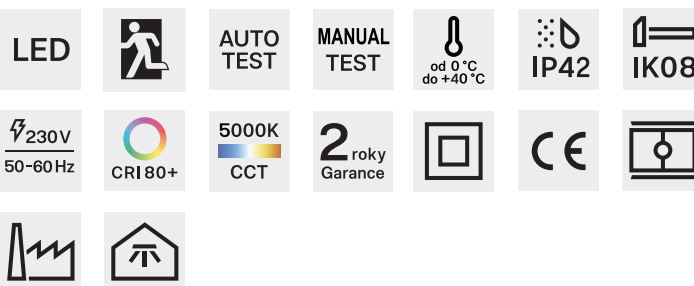 LED
AUTO
TEST
MANUAL
TEST
od 0 °C
do +40 °C
IP42
IK08
230V
50-60 Hz
CRI 80+
5000K
CCT
2 roky
Garance
CE